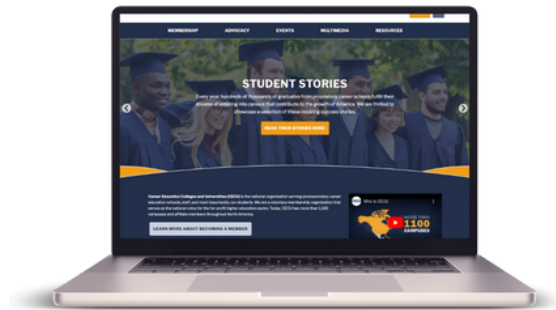 MEMBERSHIP ADVOCACY EVENTS MULTIMEDIA RESOURCES
STUDENT STORIES
Every year, hundreds of thousands of graduates from proprietary career schools fulfill their
dreams of entering into careers that contribute to the growth of America. We are thrilled to
showcase a selection of these inspiring success stories.
READ THEIR STORIES HERE
Career Education Colleges and Universities (CECU) is the national organization serving postsecondary career
education schools, staff, and most importantly, our students. We are a voluntary membership organization that
serves as the national voice for the for-profit higher education sector. Today, CECU has more than 1,100
campuses and affiliate members throughout North America.
LEARN MORE ABOUT BECOMING A MEMBER
Who is CECU
MORE THAN
1100
CAMPUSES